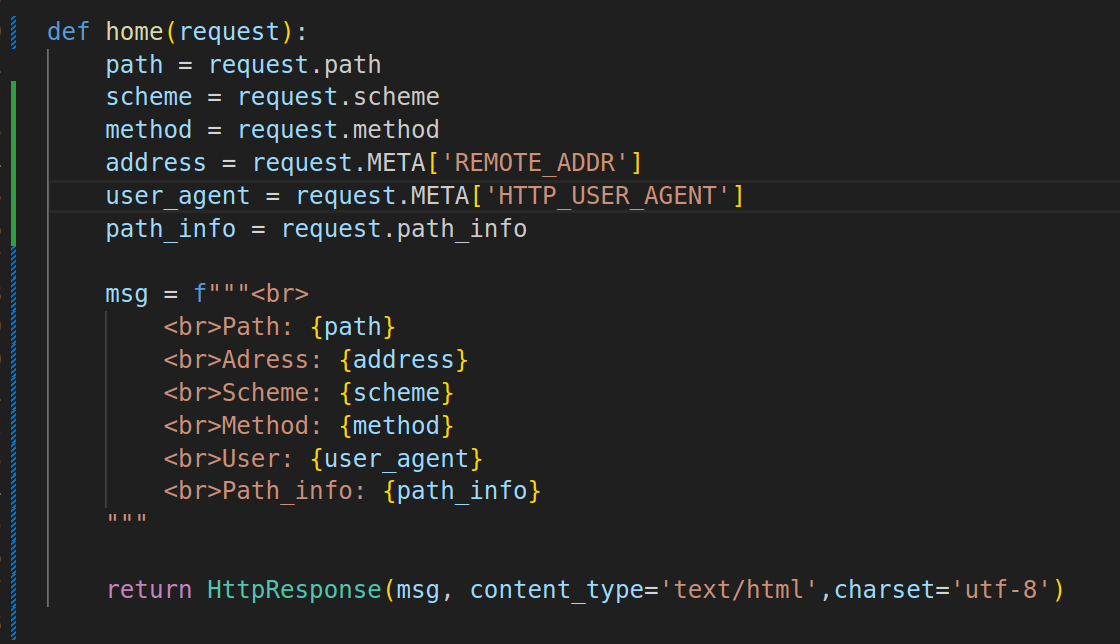 def home(request):
    path = request.path
    scheme = request.scheme
    method = request.method
    address = request.META['REMOTE_ADDR']
    user_agent = request.META['HTTP_USER_AGENT']
    path_info = request.path_info

    msg = f"""<br>
        <br>Path: {path}
        <br>Adress: {address}
        <br>Scheme: {scheme}
        <br>Method: {method}
        <br>User: {user_agent}
        <br>Path_info: {path_info}
    """

    return HttpResponse(msg, content_type='text/html',charset='utf-8')